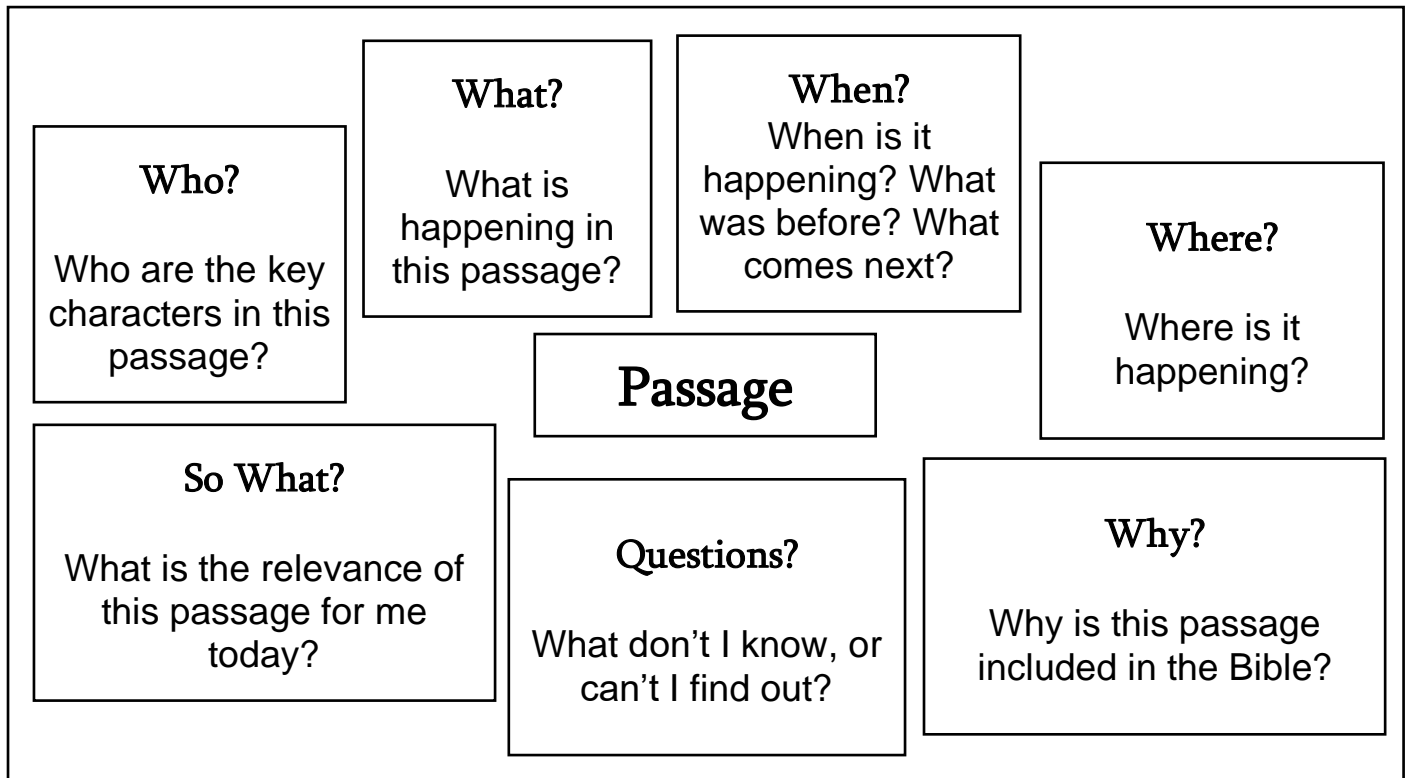 Who?
Who are the key
characters in this
passage?
What?
What is
happening in
this passage?
When?
When is it
happening? What
was before? What
comes next?
Where?
Where is it
happening?
Passage
So What?
What is the relevance of
this passage for me
today?
Questions?
What don’t I know, or
can’t I find out?
Why?
Why is this passage
included in the Bible?